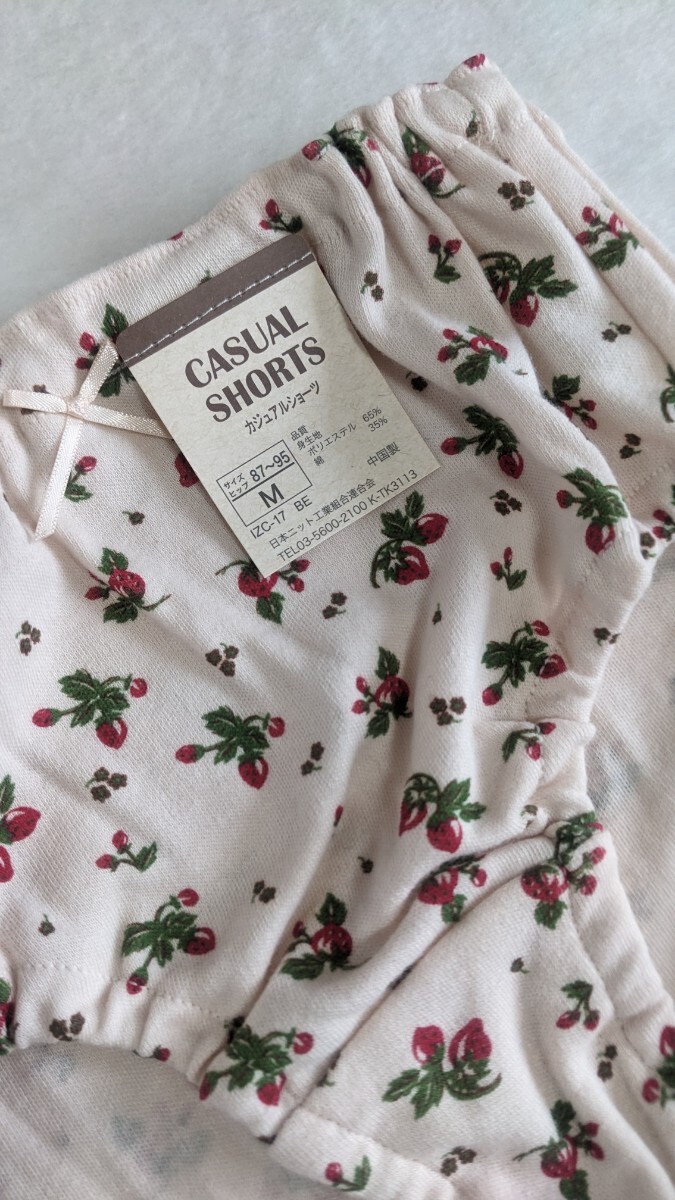 CASUAL
SHORTS
カジュアルショーツ
サイズ
ヒップ 87〜95
M
IZC-17 BE
品質
身生地
ポリエステル 65%
綿 35%
中国製
日本ニット工業組合連合会
TEL03-5600-2100 K-TK3113